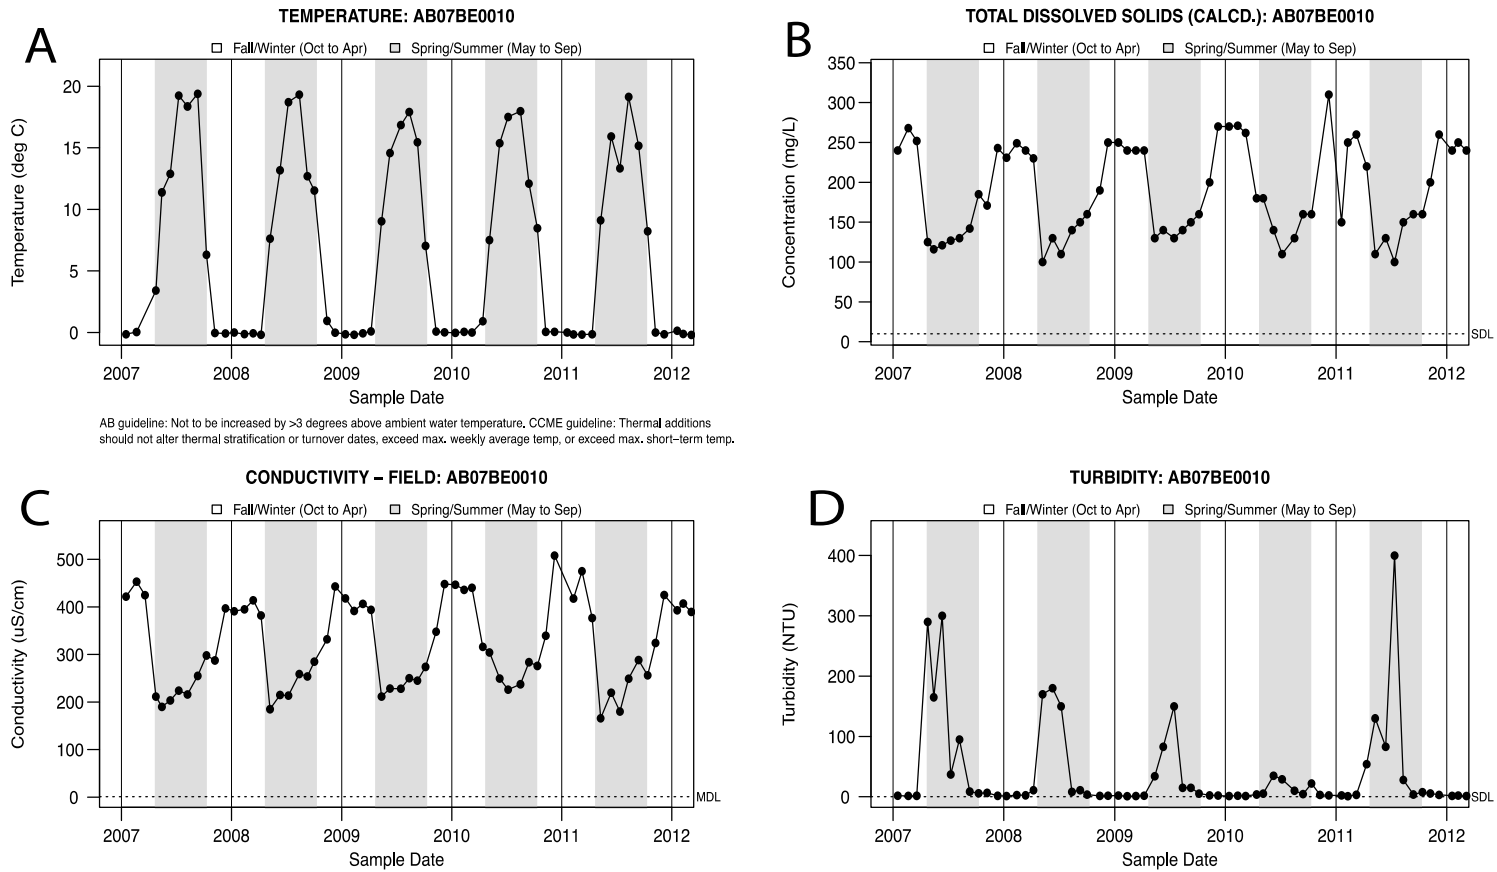 A
TEMPERATURE: AB07BE0010
Fall/Winter (Oct to Apr) Spring/Summer (May to Sep)
Temperature (deg C)
20
15
10
5
0
2007 2008 2009 2010 2011 2012
Sample Date
AB guideline: Not to be increased by >3 degrees above ambient water temperature. CCME guideline: Thermal additions
should not alter thermal stratification or turnover dates, exceed max. weekly average temp, or exceed max. short−term temp.
B
TOTAL DISSOLVED SOLIDS (CALCD.): AB07BE0010
Fall/Winter (Oct to Apr) Spring/Summer (May to Sep)
Concentration (mg/L)
350
300
250
200
150
100
50
0
SDL
2007 2008 2009 2010 2011 2012
Sample Date
C
CONDUCTIVITY − FIELD: AB07BE0010
Fall/Winter (Oct to Apr) Spring/Summer (May to Sep)
Conductivity (uS/cm)
500
400
300
200
100
0
MDL
2007 2008 2009 2010 2011 2012
Sample Date
D
TURBIDITY: AB07BE0010
Fall/Winter (Oct to Apr) Spring/Summer (May to Sep)
Turbidity (NTU)
400
300
200
100
0
SDL
2007 2008 2009 2010 2011 2012
Sample Date